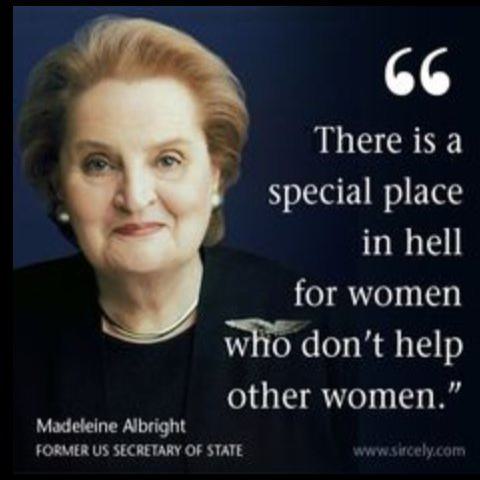 “
There is a
special place
in hell
for women
who don’t help
other women.”
Madeleine Albright
FORMER US SECRETARY OF STATE
www.sircely.com